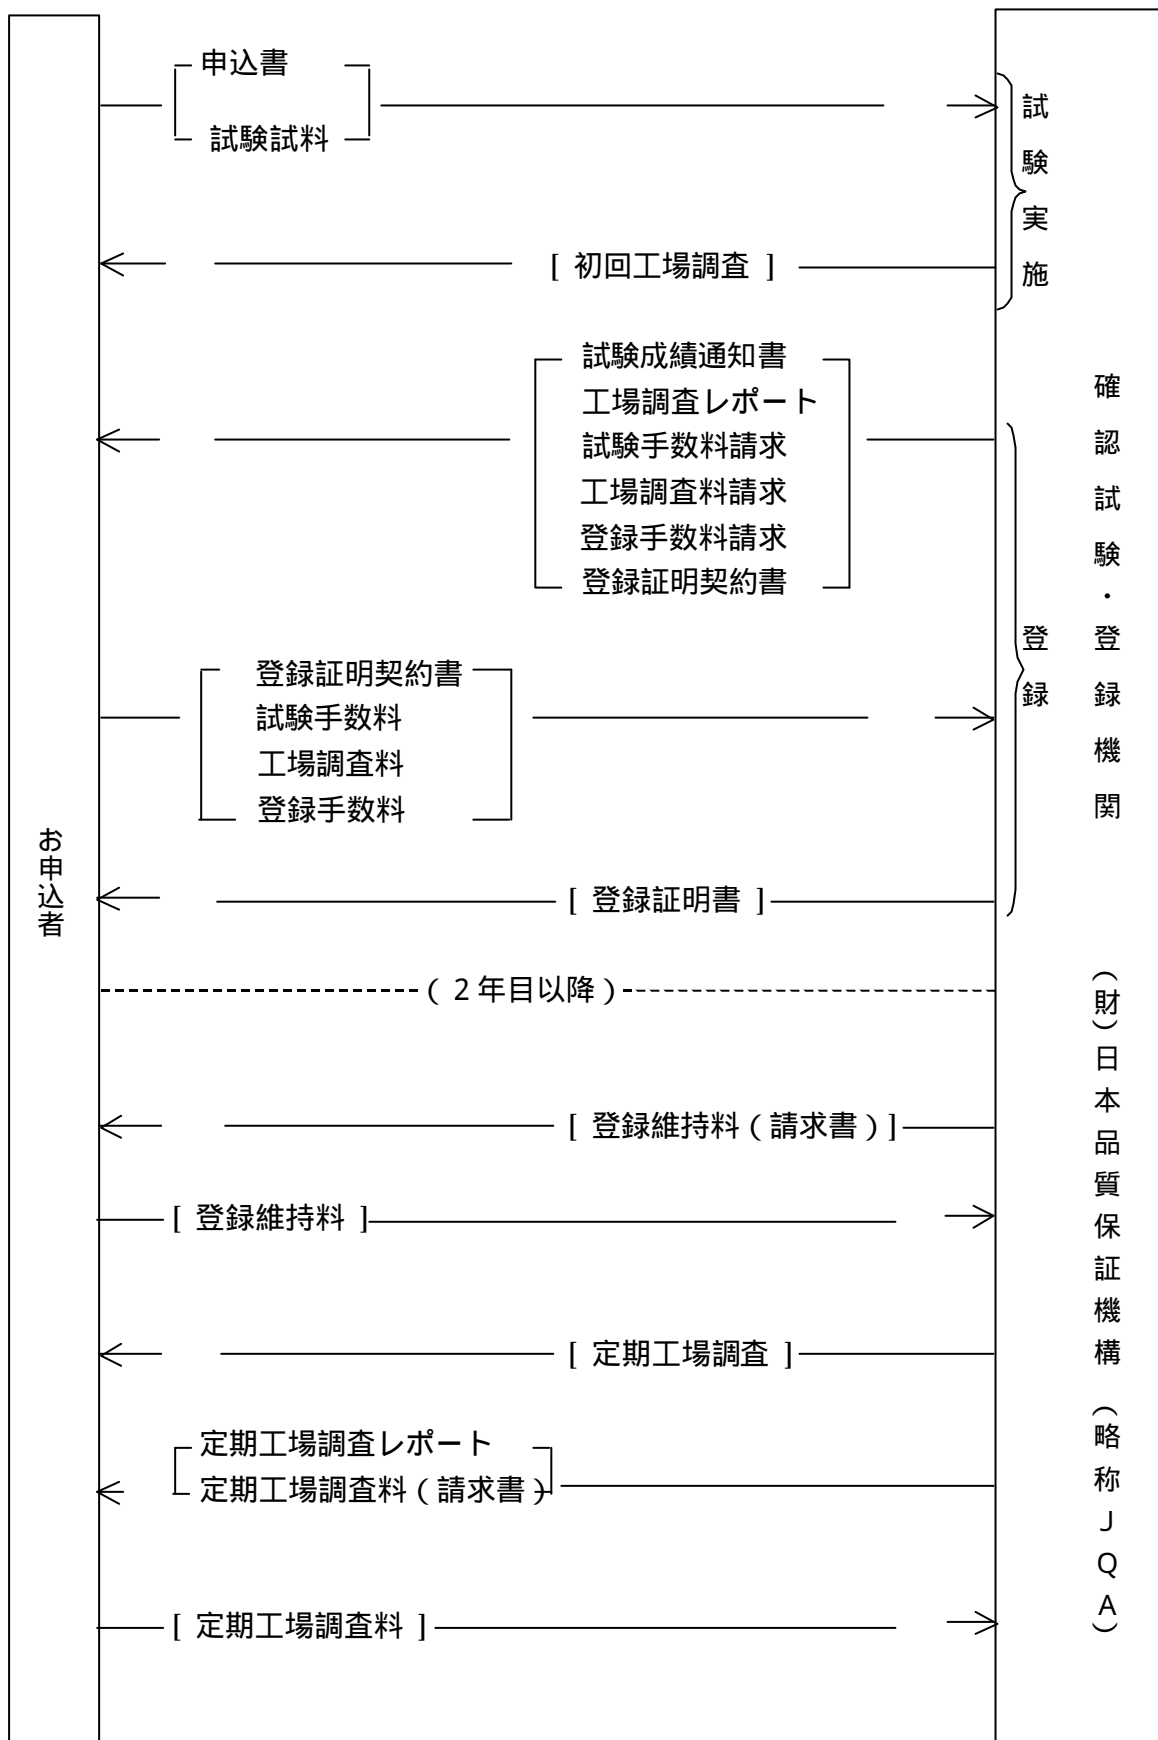 申込書
試験試料
試験実施
[ 初回工場調査 ]
試験成績通知書
工場調査レポート
試験手数料請求
工場調査料請求
登録手数料請求
登録証明契約書
登録
登録証明契約書
試験手数料
工場調査料
登録手数料
お申込者
[ 登録証明書 ]
(2年目以降)
[ 登録維持料(請求書)]
[ 登録維持料 ]
[ 定期工場調査 ]
定期工場調査レポート
定期工場調査料(請求書)
[ 定期工場調査料 ]
確認試験・登録機関 (財)日本品質保証機構 (略称JQA)